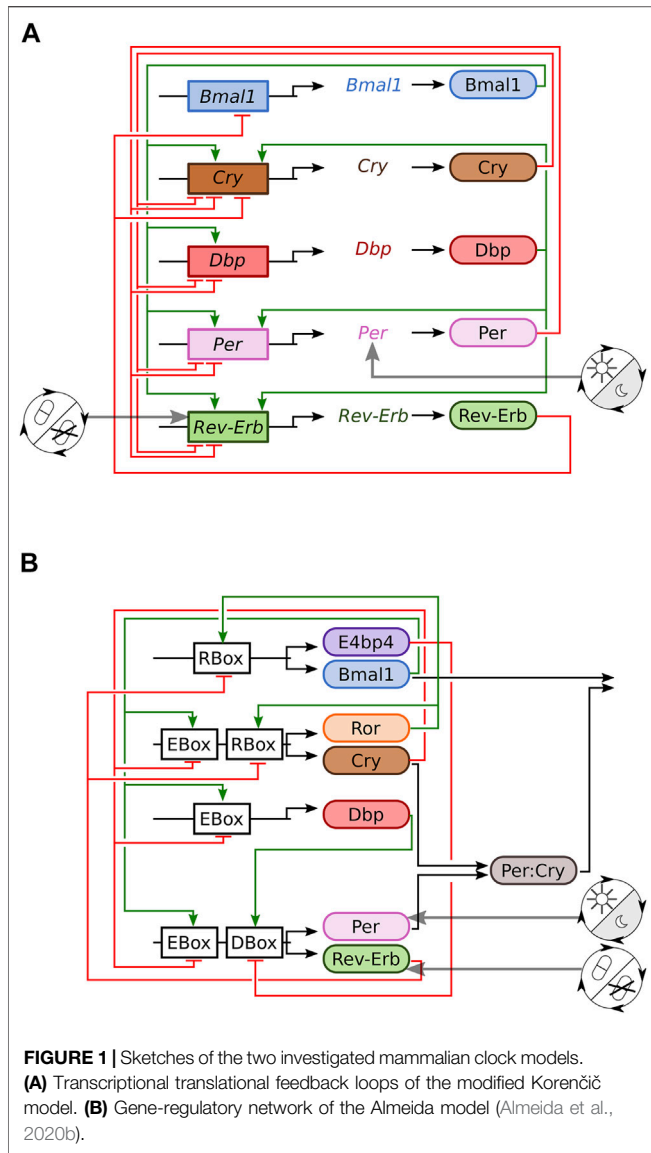 A
Bmal1 Bmal1 Bmal1
Cry Cry Cry
Dbp Dbp Dbp
Per Per Per
Rev-Erb Rev-Erb Rev-Erb
B
E4bp4
RBox
Bmal1
Ror
EBox RBox
Cry
EBox Dbp
Per:Cry
Per
EBox DBox
Rev-Erb
FIGURE 1 | Sketches of the two investigated mammalian clock models.
(A) Transcriptional translational feedback loops of the modified Korenčič
model. (B) Gene-regulatory network of the Almeida model (Almeida et al.,
2020b).